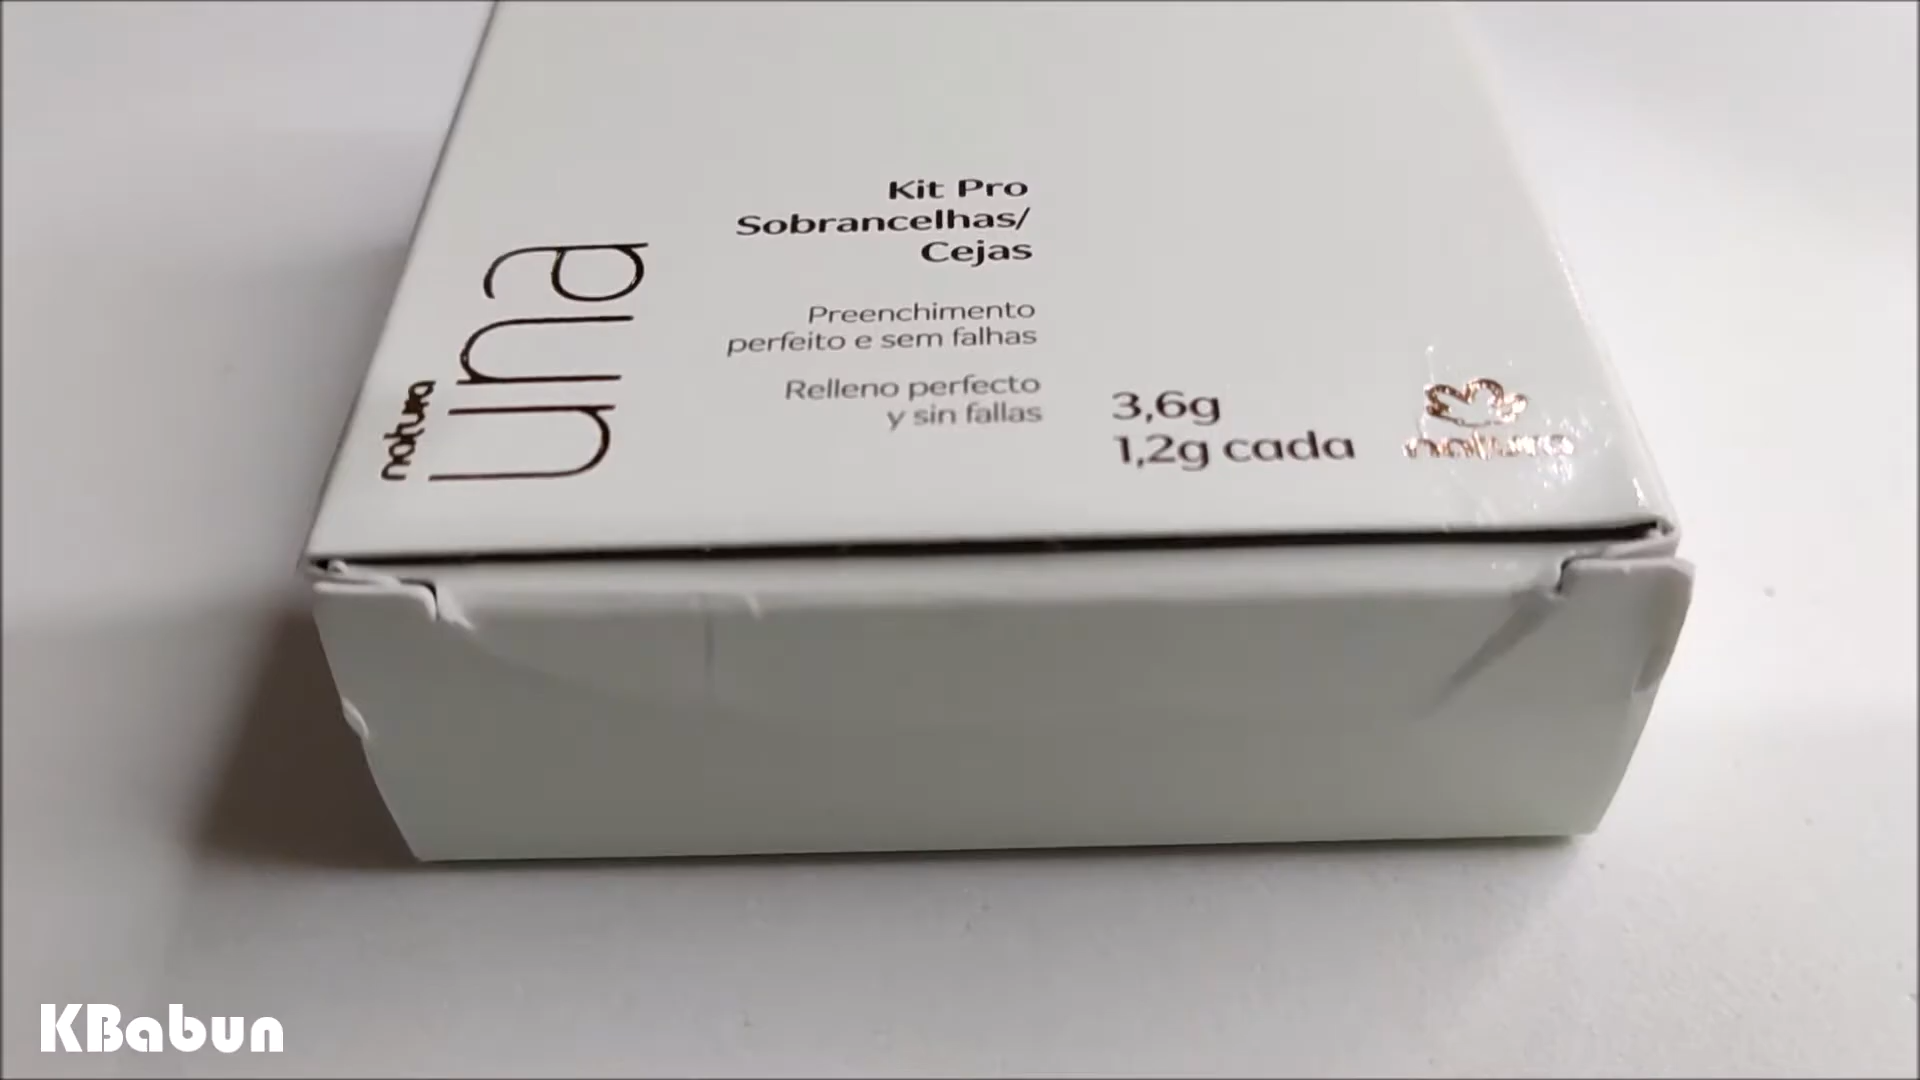 natura
una
Kit Pro
Sobrancelhas/
Cejas
Preenchimento
perfeito e sem falhas
Relleno perfecto
y sin fallas
3,6g
1,2g cada
natura
KBabun